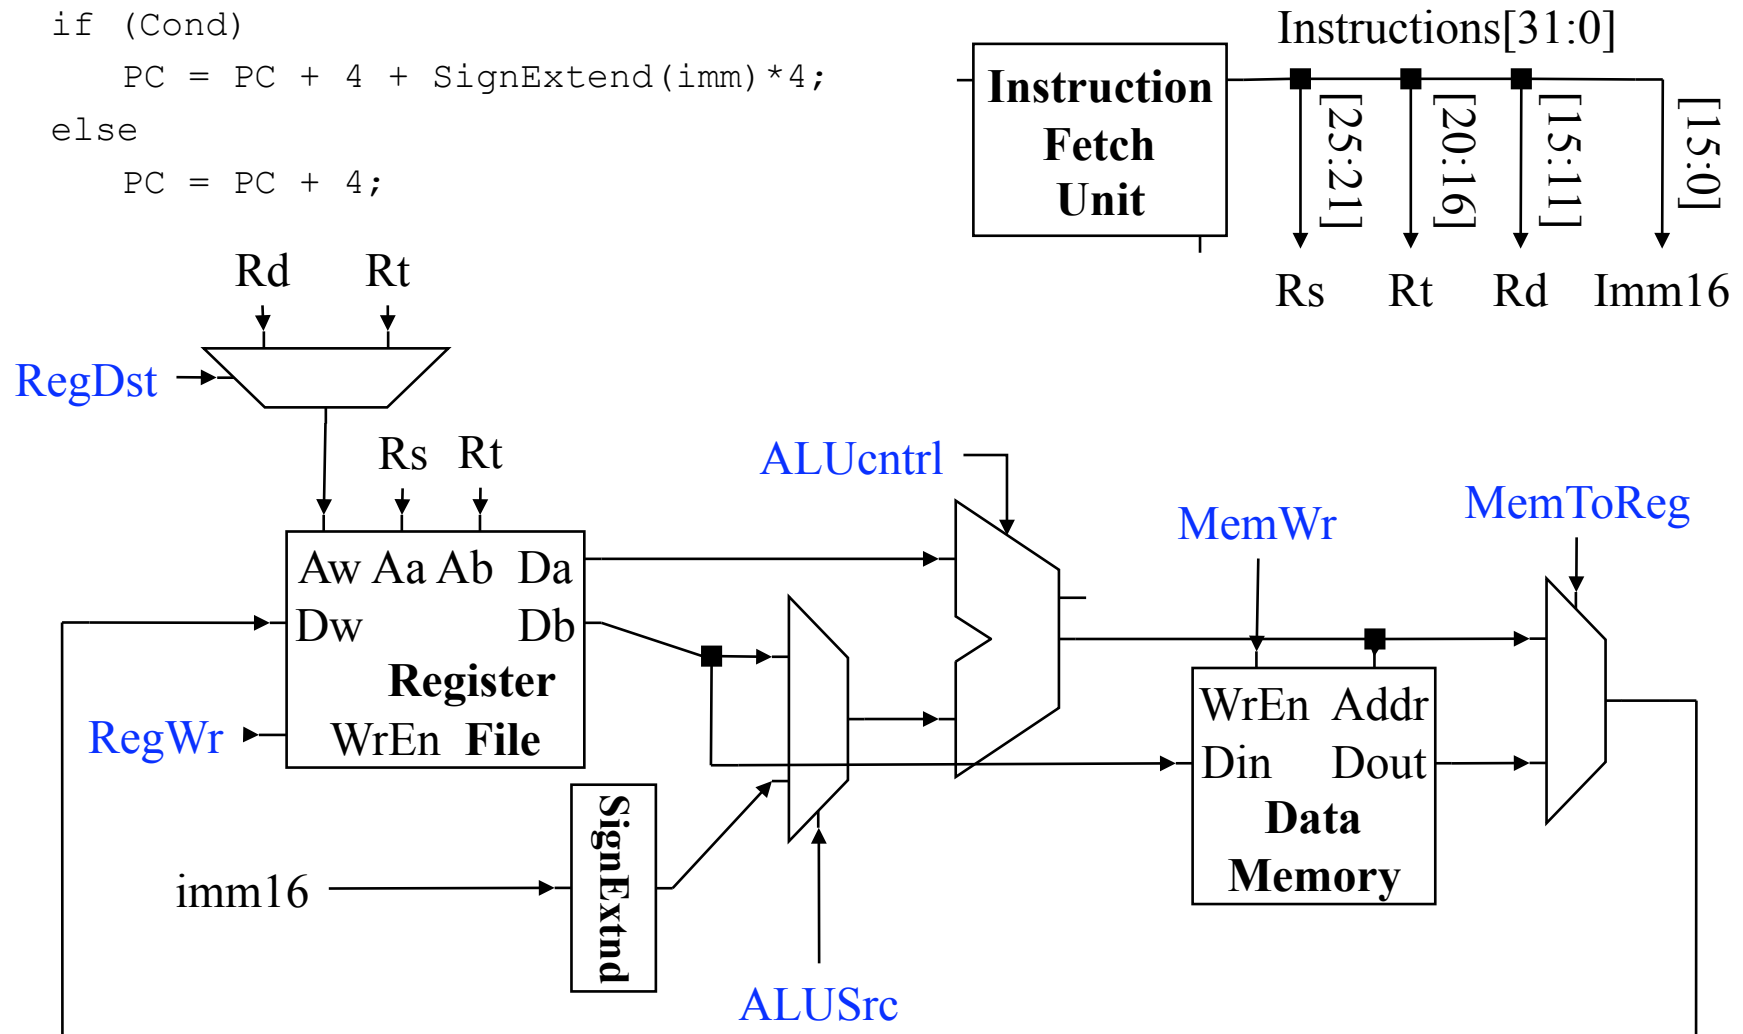 if (Cond)
PC = PC + 4 + SignExtend(imm)*4;
else
PC = PC + 4;
Instructions[31:0]
Instruction
Fetch
Unit
[25:21]
[20:16]
[15:11]
[15:0]
Rs Rt Rd Imm16
Rd Rt
RegDst
Rs Rt
ALUcntrl
MemWr
MemToReg
Aw Aa Ab Da
Dw Db
Register
WrEn File
RegWr
WrEn Addr
Din Dout
Data
Memory
SignExtnd
imm16
ALUSrc